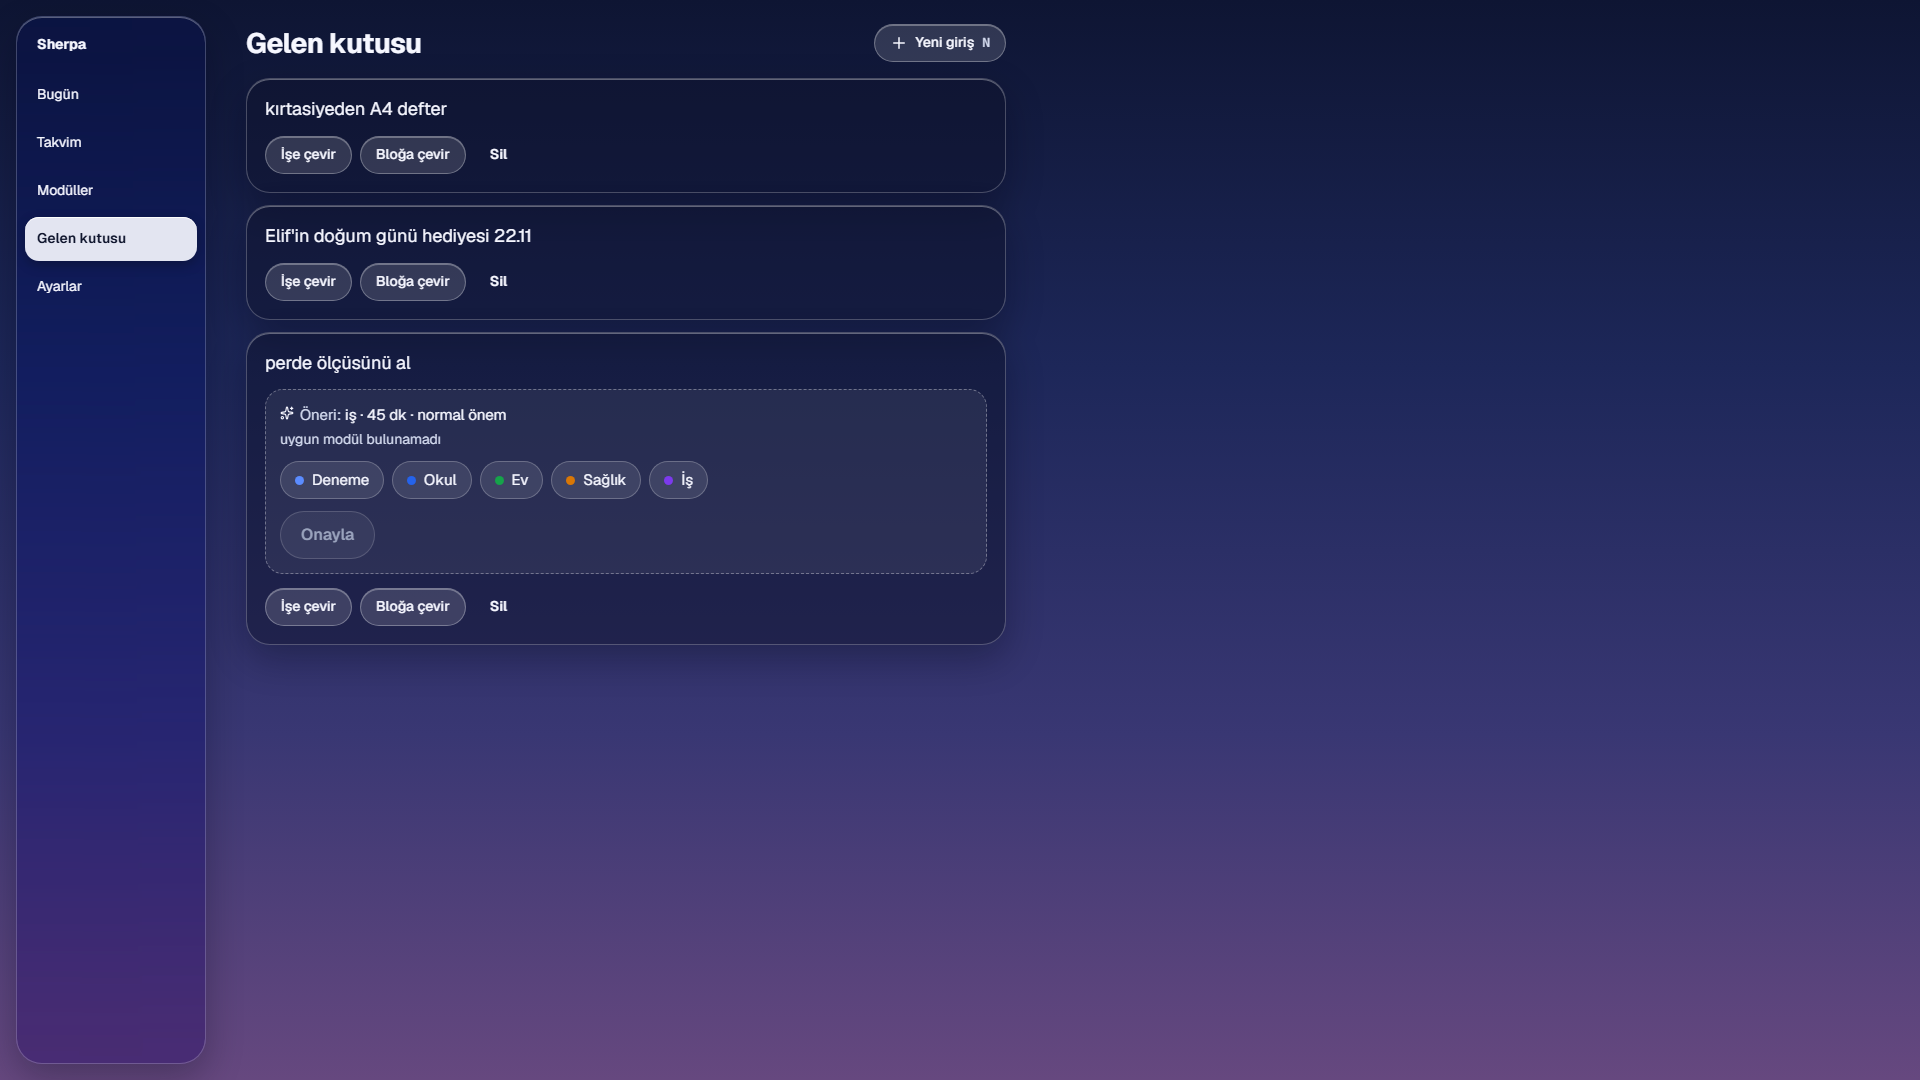 Sherpa
Bugün
Takvim
Modüller
Gelen kutusu
Ayarlar
Gelen kutusu
Yeni giriş N
kırtasiyeden A4 defter
İşe çevir Bloğa çevir Sil
Elif'in doğum günü hediyesi 22.11
İşe çevir Bloğa çevir Sil
perde ölçüsünü al
Öneri: iş · 45 dk · normal önem
uygun modül bulunamadı
Deneme Okul Ev Sağlık İş
Onayla
İşe çevir Bloğa çevir Sil